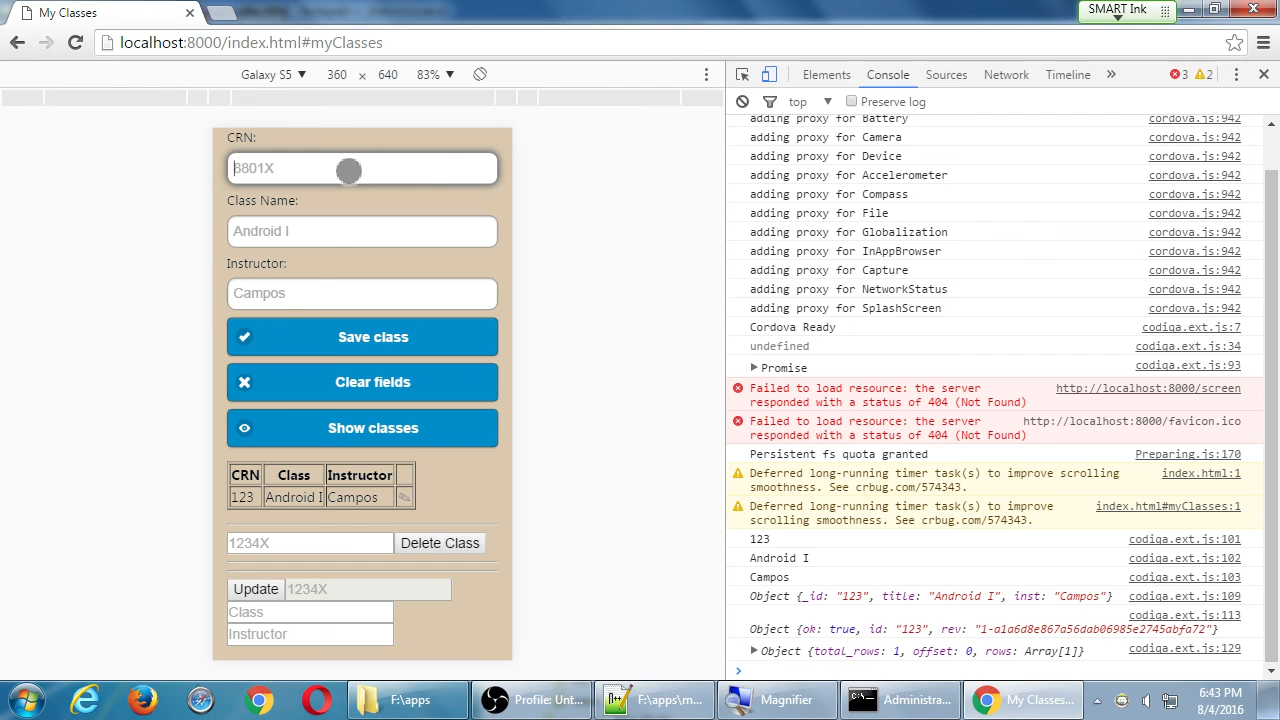 My Classes
SMART Ink
localhost:8000/index.html#myClasses
Galaxy S5 ▼ 360 x 640 83% ▼
Elements Console Sources Network Timeline » 3 2
top ▼ Preserve log
CRN:
8801X
Class Name:
Android I
Instructor:
Campos
Save class
Clear fields
Show classes
CRN Class Instructor
123 Android I Campos
1234X Delete Class
Update 1234X
Class
Instructor
adding proxy for Battery cordova.js:942
adding proxy for Camera cordova.js:942
adding proxy for Device cordova.js:942
adding proxy for Accelerometer cordova.js:942
adding proxy for Compass cordova.js:942
adding proxy for File cordova.js:942
adding proxy for Globalization cordova.js:942
adding proxy for InAppBrowser cordova.js:942
adding proxy for Capture cordova.js:942
adding proxy for NetworkStatus cordova.js:942
adding proxy for SplashScreen cordova.js:942
Cordova Ready codiqa.ext.js:7
undefined codiqa.ext.js:34
Promise codiqa.ext.js:93
Failed to load resource: the server http://localhost:8000/screen
responded with a status of 404 (Not Found)
Failed to load resource: the server http://localhost:8000/favicon.ico
responded with a status of 404 (Not Found)
Persistent fs quota granted Preparing.js:170
Deferred long-running timer task(s) to improve scrolling index.html:1
smoothness. See crbug.com/574343.
Deferred long-running timer task(s) to improve index.html#myClasses:1
scrolling smoothness. See crbug.com/574343.
123 codiqa.ext.js:101
Android I codiqa.ext.js:102
Campos codiqa.ext.js:103
Object {_id: "123", title: "Android I", inst: "Campos"} codiqa.ext.js:109
codiqa.ext.js:113
Object {ok: true, id: "123", rev: "1-a1a6d8e867a56dab06985e2745abfa72"}
Object {total_rows: 1, offset: 0, rows: Array[1]} codiqa.ext.js:129
F:\apps
Profile: Unt...
F:\apps\m...
Magnifier
Administra...
My Classes...
6:43 PM
8/4/2016